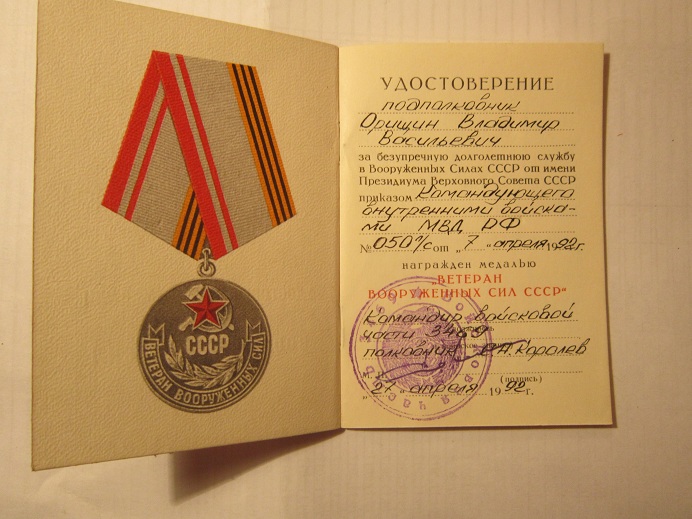 СССР
ВЕТЕРАН ВООРУЖЕННЫХ СИЛ
УДОСТОВЕРЕНИЕ
подполковник
Орищин Владимир
Васильевич
за безупречную долголетнюю службу
в Вооруженных Силах СССР от имени
Президиума Верховного Совета СССР
приказом Командующего
внутренними войска-
ми МВД РФ
№ 050 л/с от „7" апреля 1992г.
награжден медалью
„ВЕТЕРАН
ВООРУЖЕННЫХ СИЛ СССР"
Командир войсковой
части 3469
полковник С.П. Королев
М.П.
(подпись)
„27" апреля 1992г.